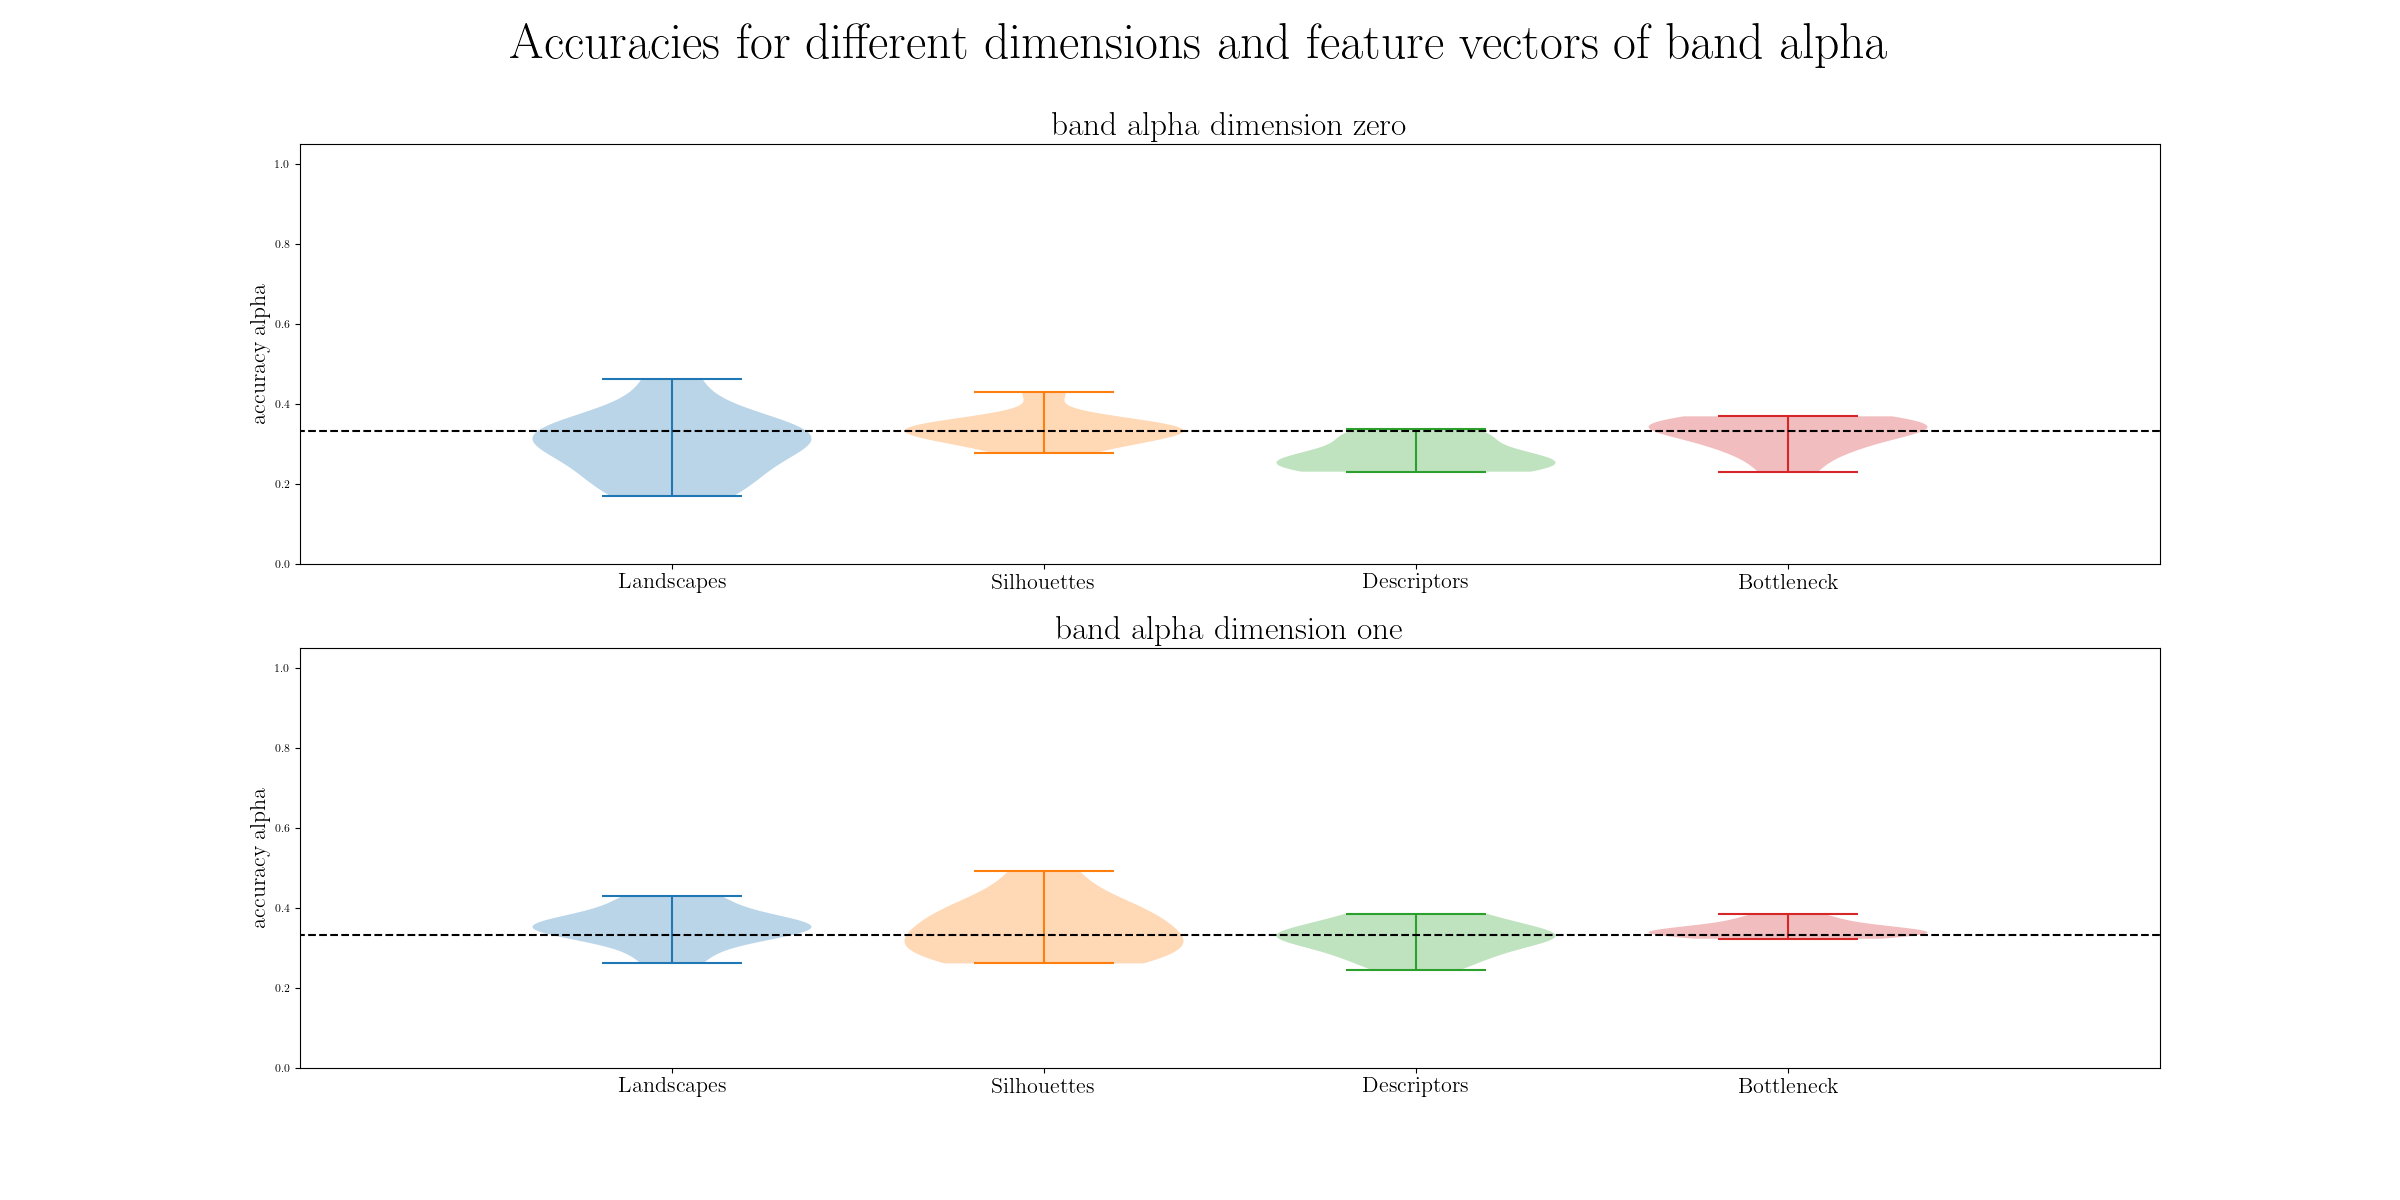 Accuracies for different dimensions and feature vectors of band alpha
band alpha dimension zero
1.0
0.8
0.6
0.4
0.2
0.0
accuracy alpha
Landscapes Silhouettes Descriptors Bottleneck
band alpha dimension one
1.0
0.8
0.6
0.4
0.2
0.0
accuracy alpha
Landscapes Silhouettes Descriptors Bottleneck